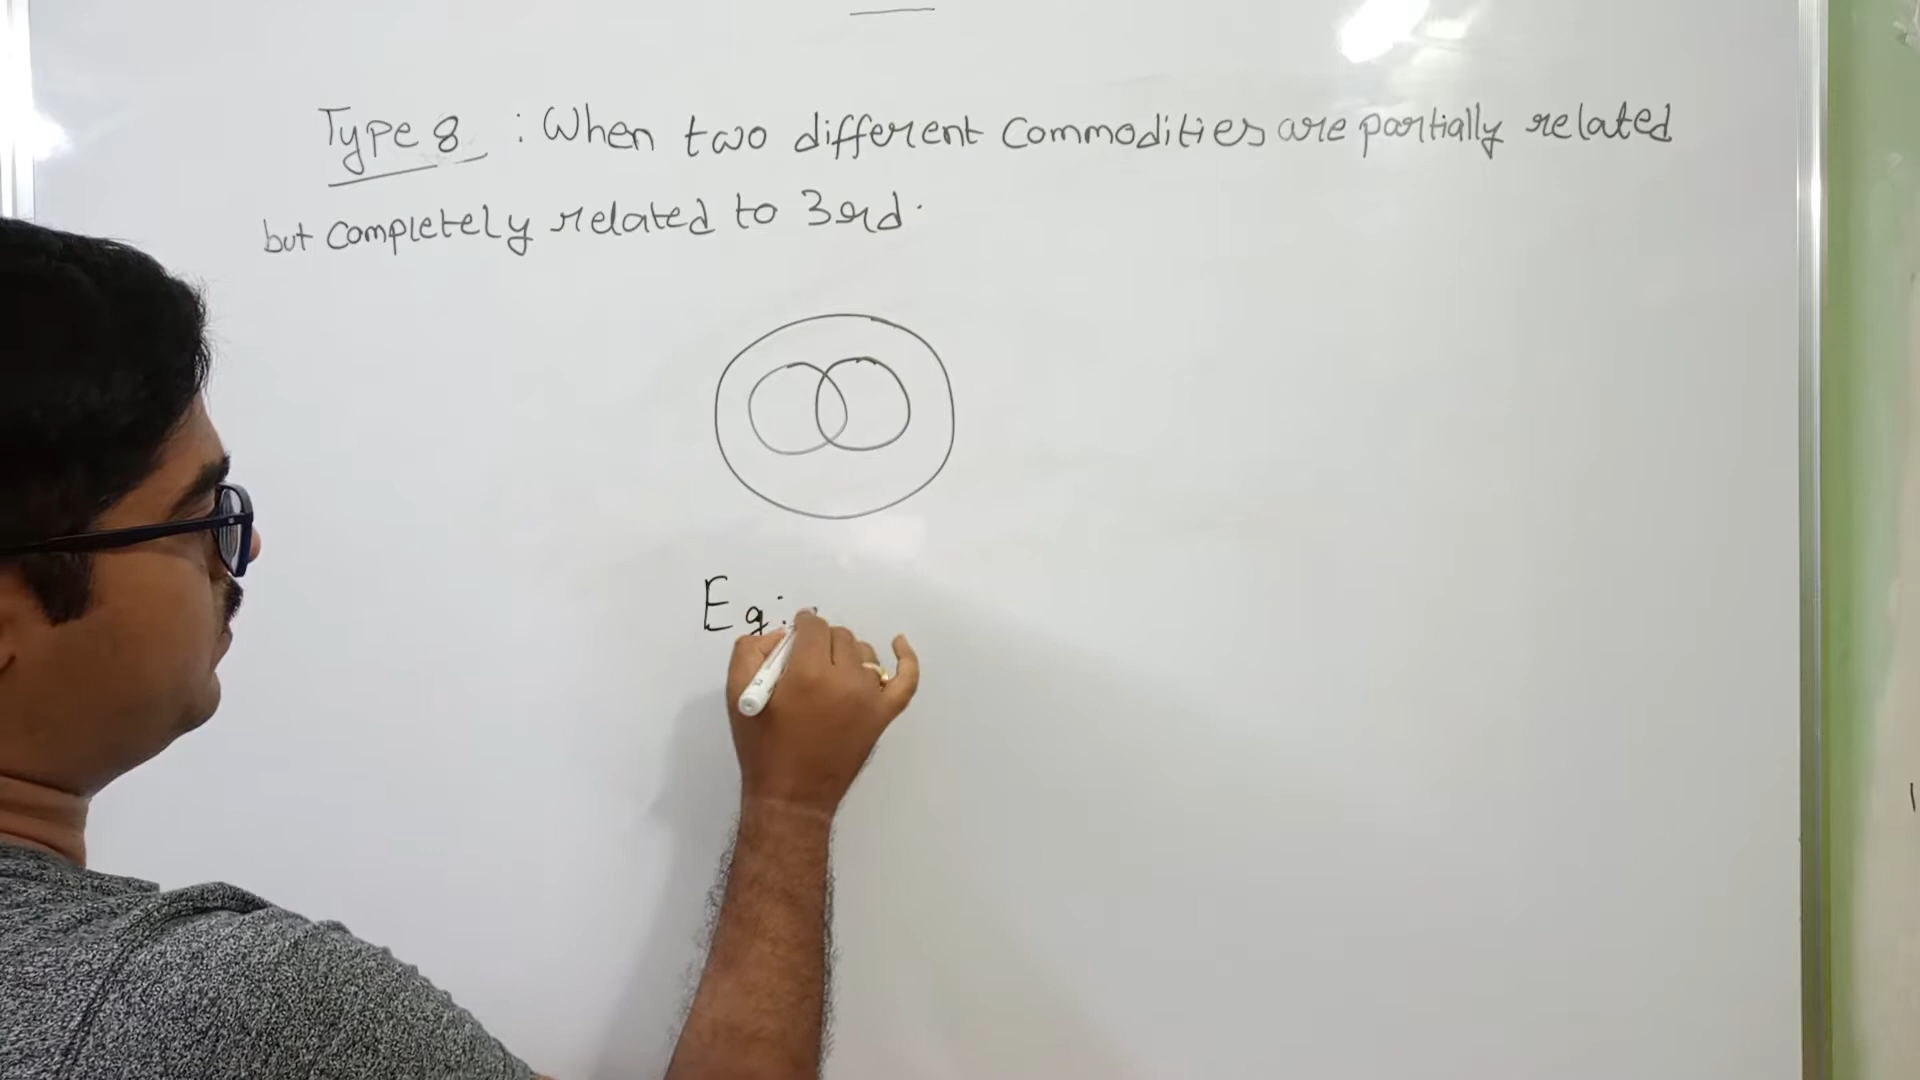 Type 8 : When two different Commodities are partially related
but completely related to 3rd.
Eg: